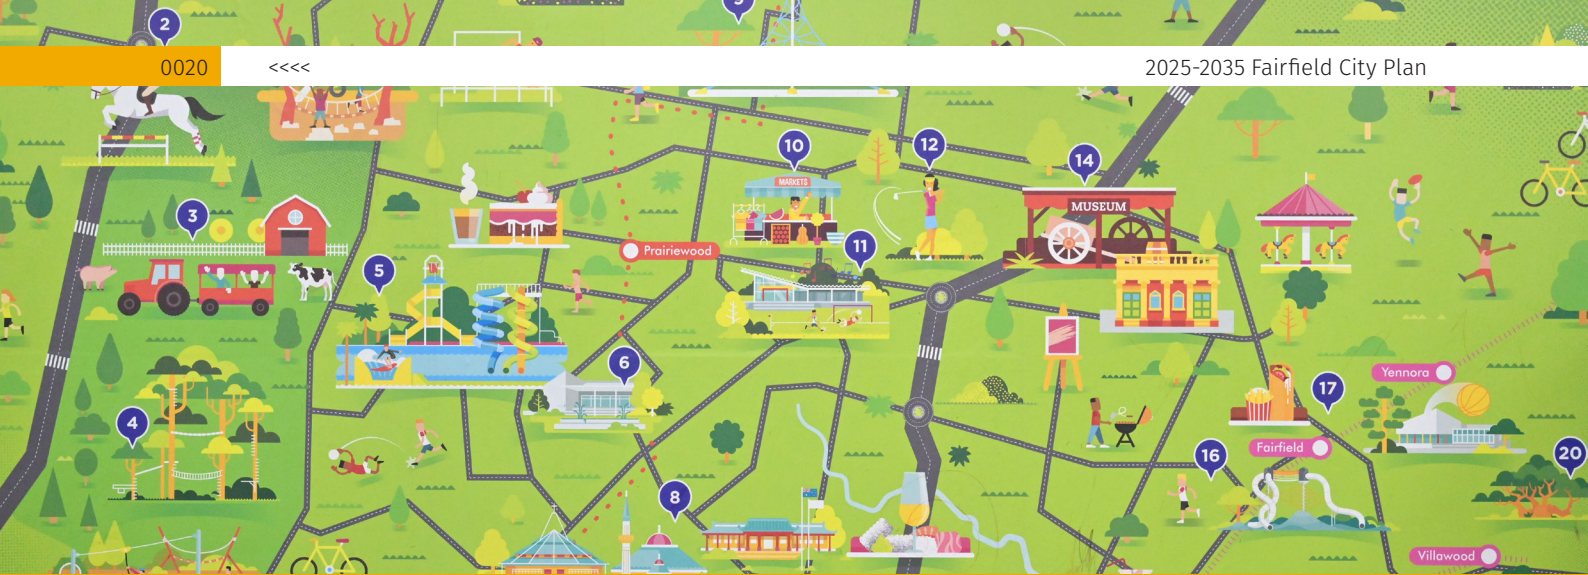 2
0020
<<<<
2025-2035 Fairfield City Plan
10
12
14
MARKETS
MUSEUM
3
11
Prairiewood
5
6
Yennora
17
4
Fairfield
16
20
8
Villawood